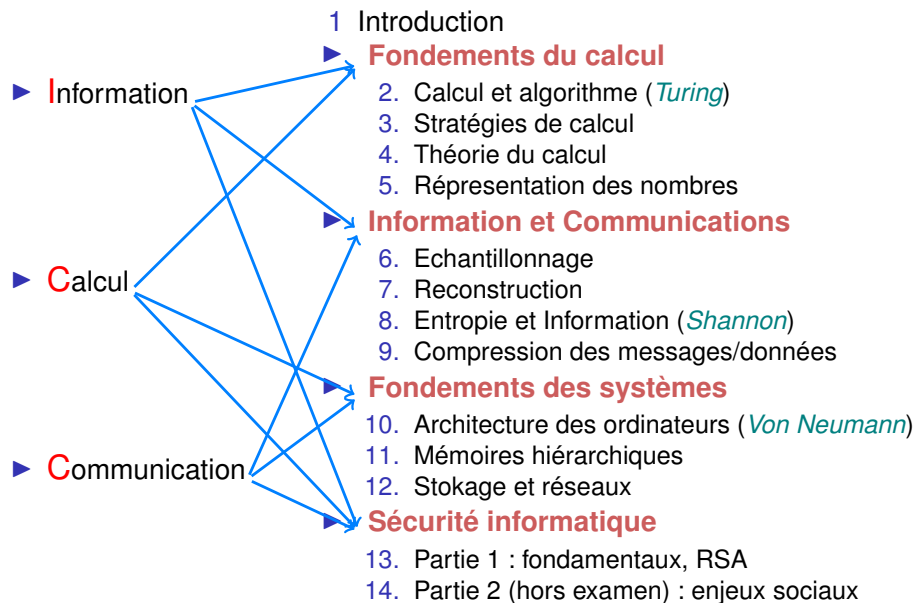 1 Introduction
► Fondements du calcul
► Information
2. Calcul et algorithme (Turing)
3. Stratégies de calcul
4. Théorie du calcul
5. Répresentation des nombres
► Information et Communications
► Calcul
6. Echantillonnage
7. Reconstruction
8. Entropie et Information (Shannon)
9. Compression des messages/données
► Fondements des systèmes
10. Architecture des ordinateurs (Von Neumann)
► Communication
11. Mémoires hiérarchiques
12. Stokage et réseaux
► Sécurité informatique
13. Partie 1 : fondamentaux, RSA
14. Partie 2 (hors examen) : enjeux sociaux